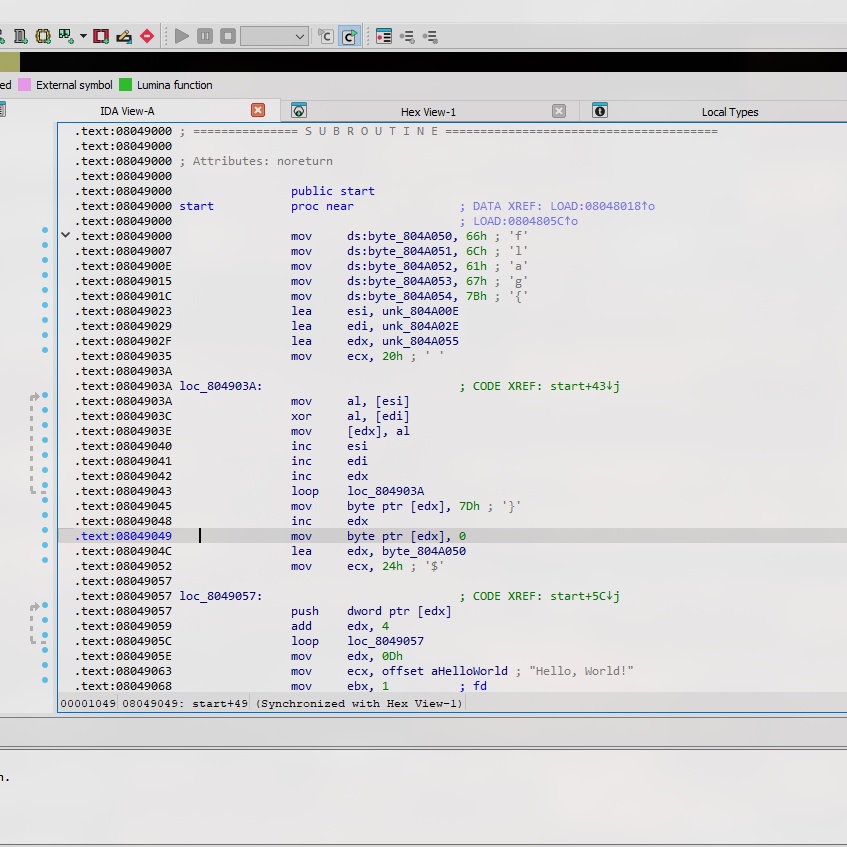 ed External symbol Lumina function
IDA View-A Hex View-1 Local Types
.text:08049000 ; =============== S U B R O U T I N E =======================================
.text:08049000
.text:08049000 ; Attributes: noreturn
.text:08049000
.text:08049000 public start
.text:08049000 start proc near ; DATA XREF: LOAD:08048018↑o
.text:08049000 ; LOAD:0804805C↑o
.text:08049000 mov ds:byte_804A050, 66h ; 'f'
.text:08049007 mov ds:byte_804A051, 6Ch ; 'l'
.text:0804900E mov ds:byte_804A052, 61h ; 'a'
.text:08049015 mov ds:byte_804A053, 67h ; 'g'
.text:0804901C mov ds:byte_804A054, 7Bh ; '{'
.text:08049023 lea esi, unk_804A00E
.text:08049029 lea edi, unk_804A02E
.text:0804902F lea edx, unk_804A055
.text:08049035 mov ecx, 20h ; ' '
.text:0804903A
.text:0804903A loc_804903A: ; CODE XREF: start+43↓j
.text:0804903A mov al, [esi]
.text:0804903C xor al, [edi]
.text:0804903E mov [edx], al
.text:08049040 inc esi
.text:08049041 inc edi
.text:08049042 inc edx
.text:08049043 loop loc_804903A
.text:08049045 mov byte ptr [edx], 7Dh ; '}'
.text:08049048 inc edx
.text:08049049 mov byte ptr [edx], 0
.text:0804904C lea edx, byte_804A050
.text:08049052 mov ecx, 24h ; '$'
.text:08049057
.text:08049057 loc_8049057: ; CODE XREF: start+5C↓j
.text:08049057 push dword ptr [edx]
.text:08049059 add edx, 4
.text:0804905C loop loc_8049057
.text:0804905E mov edx, 0Dh
.text:08049063 mov ecx, offset aHelloWorld ; "Hello, World!"
.text:08049068 mov ebx, 1 ; fd
00001049 08049049: start+49 (Synchronized with Hex View-1)
n.